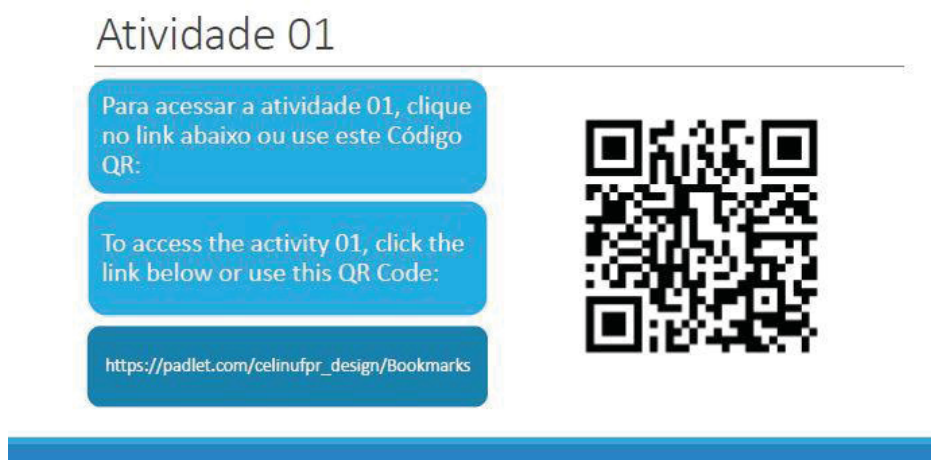 Atividade 01
Para acessar a atividade 01, clique
no link abaixo ou use este Código
QR:
To access the activity 01, click the
link below or use this QR Code:
https://padlet.com/celinufpr_design/Bookmarks